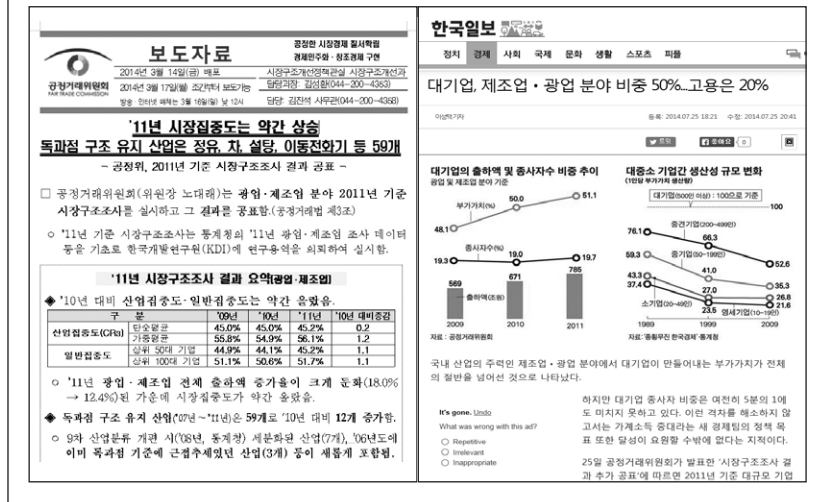 보도자료
공정한 시장경제 질서확립
경제민주화 · 창조경제 구현
공정거래위원회
FAIR TRADE COMMISSION
2014년 3월 14일(금) 배포
시장구조개선정책관실 시장구조개선과
2014년 3월 17일(월) 조간부터 보도가능
담당과장: 김성환(044-200-4363)
방송 · 인터넷 매체는 3월 16일(일) 낮 12시
담당: 김진석 사무관(044-200-4368)
'11년 시장집중도는 약간 상승
독과점 구조 유지 산업은 정유, 차, 설탕, 이동전화기 등 59개
- 공정위, 2011년 기준 시장구조조사 결과 공표 -
□ 공정거래위원회(위원장 노대래)는 광업·제조업 분야 2011년 기준
시장구조조사를 실시하고 그 결과를 공표함.(공정거래법 제3조)
○ '11년 기준 시장구조조사는 통계청의 '11년 광업·제조업 조사 데이터
등을 기초로 한국개발연구원(KDI)에 연구용역을 의뢰하여 실시함.
'11년 시장구조조사 결과 요약[광업·제조업]
◈ '10년 대비 산업집중도·일반집중도는 약간 올랐음.
구 분 '09년 '10년 '11년 '10년 대비증감
산업집중도(CR₃) 단순평균 45.0% 45.0% 45.2% 0.2
가중평균 55.8% 54.9% 56.1% 1.2
일반집중도 상위 50대 기업 44.9% 44.1% 45.2% 1.1
상위 100대 기업 51.1% 50.6% 51.7% 1.1
○ '11년 광업 · 제조업 전체 출하액 증가율이 크게 둔화(18.0%
→ 12.4%)된 가운데 시장집중도가 약간 올랐음.
◈ 독과점 구조 유지 산업('07년~'11년)은 59개로 '10년 대비 12개 증가함.
○ 9차 산업분류 개편 시('08년, 통계청) 세분화된 산업(7개), '06년도에
이미 독과점 기준에 근접추세였던 산업(3개) 등이 새롭게 포함됨.
한국일보
정치 경제 사회 국제 문화 생활 스포츠 피플
대기업, 제조업·광업 분야 비중 50%...고용은 20%
이성택기자
등록: 2014.07.25 18:21 수정: 2014.07.25 20:41
트윗 좋아요 0
대기업의 출하액 및 종사자수 비중 추이
광업 및 제조업 분야 기준
부가가치(%)
48.1 50.0 51.1
종사자수(%)
19.3 19.0 19.7
569 671 785
출하액(조원)
2009 2010 2011
자료 : 공정거래위원회
대중소 기업간 생산성 규모 변화
(1인당 부가가치 생산량)
대기업(500인 이상) : 100으로 기준
100
중견기업(200~499인)
76.1 66.3 52.6
중기업(50~199인)
59.3 41.0 35.3
43.3 27.0 26.8
37.4 23.5 21.6
소기업(20~49인)
영세기업(10~19인)
1989 1999 2009
자료:'종횡무진 한국경제'·통계청
국내 산업의 주력인 제조업·광업 분야에서 대기업이 만들어내는 부가가치가 전체
의 절반을 넘어선 것으로 나타났다.
It's gone. Undo
What was wrong with this ad?
Repetitive
Irrelevant
Inappropriate
하지만 대기업 종사자 비중은 여전히 5분의 1에
도 미치지 못하고 있다. 이런 격차를 해소하지 않
고서는 가계소득 증대라는 새 경제팀의 정책 목
표 또한 달성이 요원할 수밖에 없다는 지적이다.
25일 공정거래위원회가 발표한 '시장구조조사 결
과 추가 공표'에 따르면 2011년 기준 대규모 기업